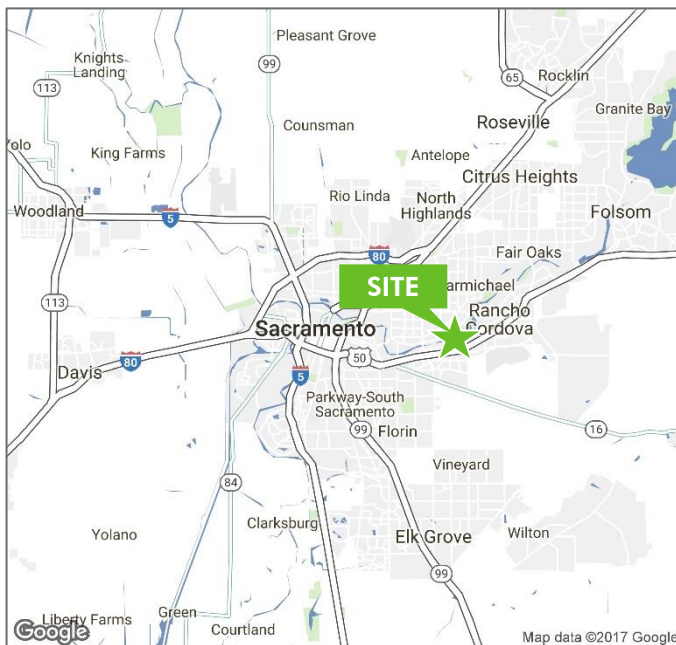 Pleasant Grove
Knights
Landing
99
113
65
Rocklin
Granite Bay
Counsman
Roseville
King Farms
Antelope
Citrus Heights
Rio Linda
North
Highlands
Woodland
5
Folsom
80
Fair Oaks
SITE
113
Rancho
Cordova
Sacramento
50
80
Davis
5
Parkway-South
Sacramento
99
Florin
16
Vineyard
84
Yolano
Clarksburg
Elk Grove
Wilton
99
Liberty Farms
Green
Courtland
Google
Map data ©2017 Google